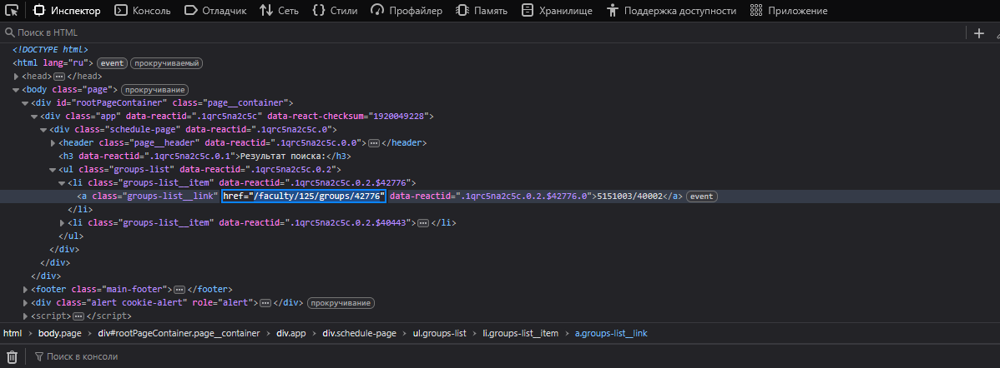 Инспектор Консоль Отладчик Сеть Стили Профайлер Память Хранилище Поддержка доступности Приложение
Поиск в HTML
<!DOCTYPE html>
<html lang="ru"> event прокручиваемый
<head> </head>
<body class="page"> прокручивание
<div id="rootPageContainer" class="page__container">
<div class="app" data-reactid=".1qrc5na2c5c" data-react-checksum="1920049228">
<div class="schedule-page" data-reactid=".1qrc5na2c5c.0">
<header class="page__header" data-reactid=".1qrc5na2c5c.0.0"> </header>
<h3 data-reactid=".1qrc5na2c5c.0.1">Результат поиска:</h3>
<ul class="groups-list" data-reactid=".1qrc5na2c5c.0.2">
<li class="groups-list__item" data-reactid=".1qrc5na2c5c.0.2.$42776">
<a class="groups-list__link" href="/faculty/125/groups/42776" data-reactid=".1qrc5na2c5c.0.2.$42776.0">5151003/40002</a> event
</li>
<li class="groups-list__item" data-reactid=".1qrc5na2c5c.0.2.$40443"> </li>
</ul>
</div>
</div>
</div>
<footer class="main-footer"> </footer>
<div class="alert cookie-alert" role="alert"> </div> прокручивание
<script> </script>
html body.page div#rootPageContainer.page__container div.app div.schedule-page ul.groups-list li.groups-list__item a.groups-list__link
Поиск в консоли